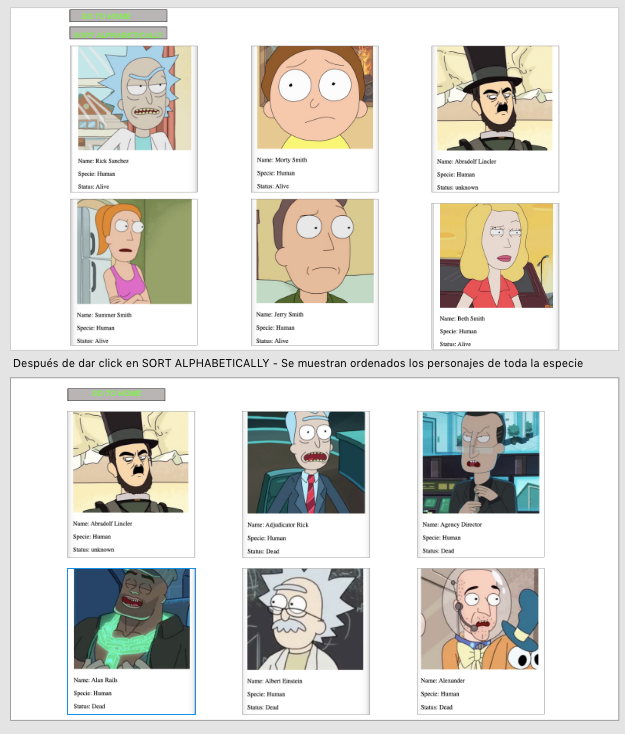 Name: Rick Sanchez
Specie: Human
Status: Alive
Name: Morty Smith
Specie: Human
Status: Alive
Name: Abradolf Lincler
Specie: Human
Status: unknown
Name: Summer Smith
Specie: Human
Status: Alive
Name: Jerry Smith
Specie: Human
Status: Alive
Name: Beth Smith
Specie: Human
Status: Alive
Después de dar click en SORT ALPHABETICALLY - Se muestran ordenados los personajes de toda la especie
Name: Abradolf Lincler
Specie: Human
Status: unknown
Name: Adjudicator Rick
Specie: Human
Status: Dead
Name: Agency Director
Specie: Human
Status: Dead
Name: Alan Rails
Specie: Human
Status: Dead
Name: Albert Einstein
Specie: Human
Status: Dead
Name: Alexander
Specie: Human
Status: Dead